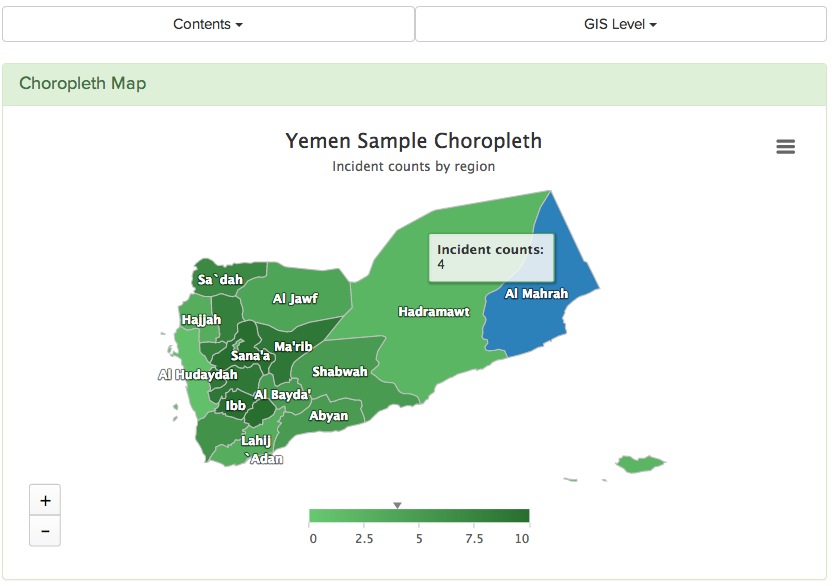 Contents
GIS Level
Choropleth Map
Yemen Sample Choropleth
Incident counts by region
Incident counts:
4
Sa`dah
Al Jawf
Al Mahrah
Hadramawt
Hajjah
Ma'rib
Sana'a
Shabwah
Al Hudaydah
Al Bayda'
Ibb
Abyan
Lahij
`Adan
+
−
0 2.5 5 7.5 10